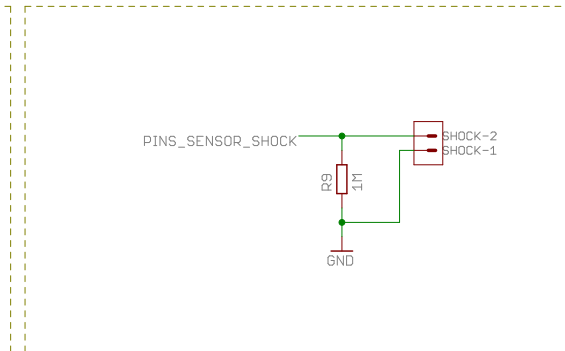 PINS_SENSOR_SHOCK
SHOCK-2
SHOCK-1
R9
1M
GND